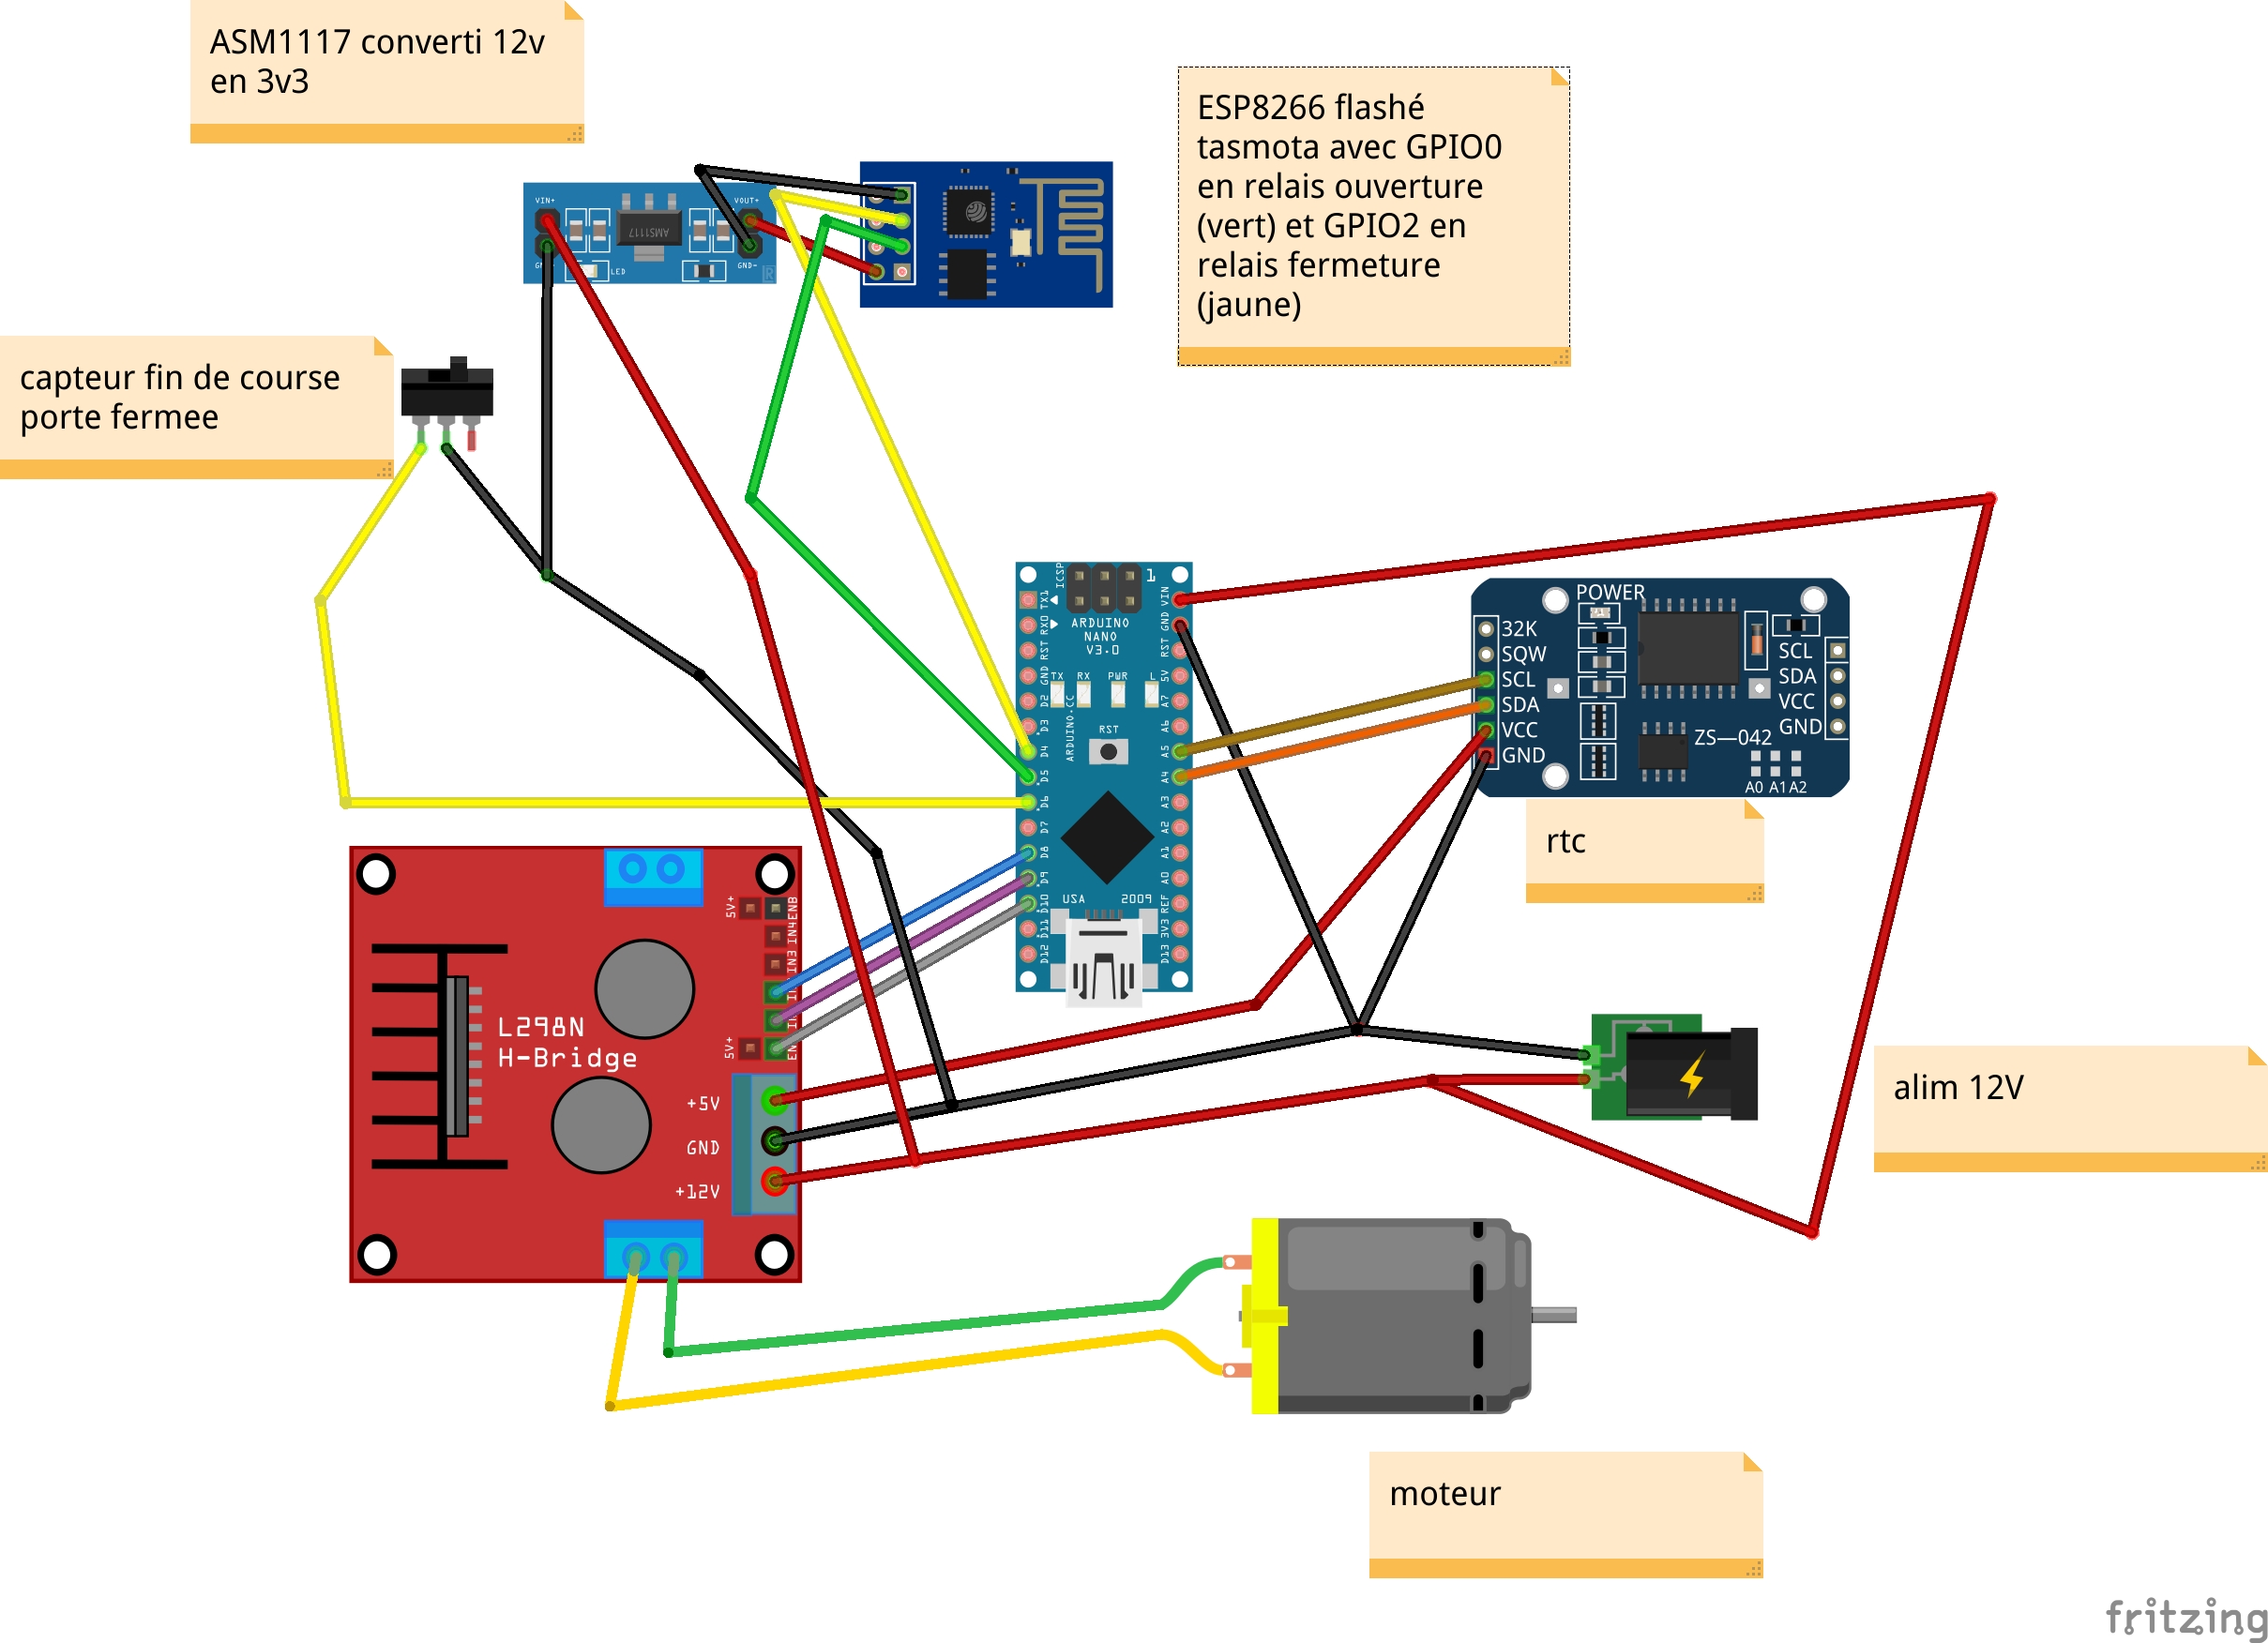 ASM1117 converti 12v
en 3v3
ESP8266 flashé
tasmota avec GPIO0
en relais ouverture
(vert) et GPIO2 en
relais fermeture
(jaune)
VIN+
VOUT+
AMS1117
LED
GND-
capteur fin de course
porte fermee
ICSP
1
TX1
RX0
RST
GND
D2
D3
D4
D5
D6
D7
D8
D9
D10
D11
D12
ARDUINO
NANO
V3.0
TX
RX
PWR
L
ARDUINO.CC
RST
USA
2009
VIN
GND
RST
5V
A7
A6
A5
A4
A3
A2
A1
A0
REF
3V3
D13
POWER
32K
SQW
SCL
SDA
VCC
GND
SCL
SDA
VCC
GND
ZS—042
A0 A1 A2
rtc
5V+
ENB
IN4
IN3
5V+
L298N
H-Bridge
+5V
GND
+12V
alim 12V
moteur
fritzing